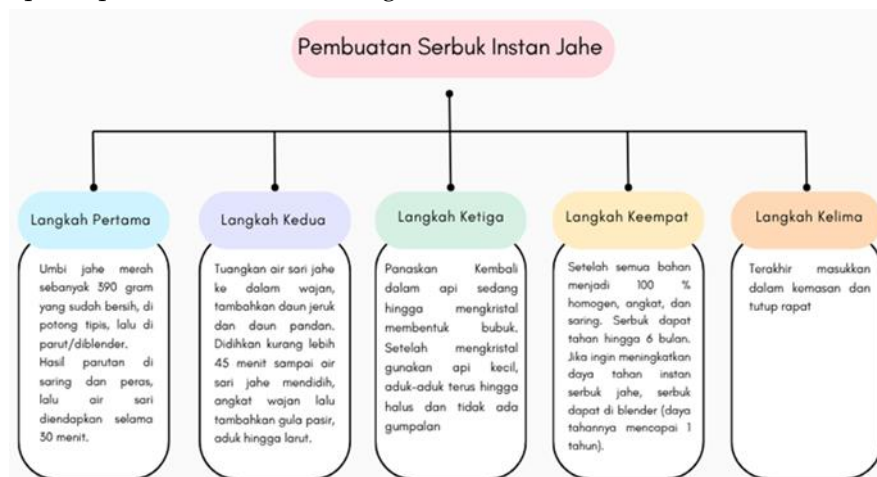 Pembuatan Serbuk Instan Jahe
Langkah Pertama
Umbi jahe merah
sebanyak 390 gram
yang sudah bersih, di
potong tipis, lalu di
parut/diblender.
Hasil parutan di
saring dan peras,
lalu air sari
diendapkan selama
30 menit.
Langkah Kedua
Tuangkan air sari jahe
ke dalam wajan,
tambahkan daun jeruk
dan daun pandan.
Didihkan kurang lebih
45 menit sampai air
sari jahe mendidih,
angkat wajan lalu
tambahkan gula pasir,
aduk hingga larut.
Langkah Ketiga
Panaskan Kembali
dalam api sedang
hingga mengkristal
membentuk bubuk.
Setelah mengkristal
gunakan api kecil,
aduk-aduk terus hingga
halus dan tidak ada
gumpalan
Langkah Keempat
Setelah semua bahan
menjadi 100 %
homogen, angkat, dan
saring. Serbuk dapat
tahan hingga 6 bulan.
Jika ingin meningkatkan
daya tahan instan
serbuk jahe, serbuk
dapat di blender (daya
tahannya mencapai 1
tahun).
Langkah Kelima
Terakhir masukkan
dalam kemasan dan
tutup rapat